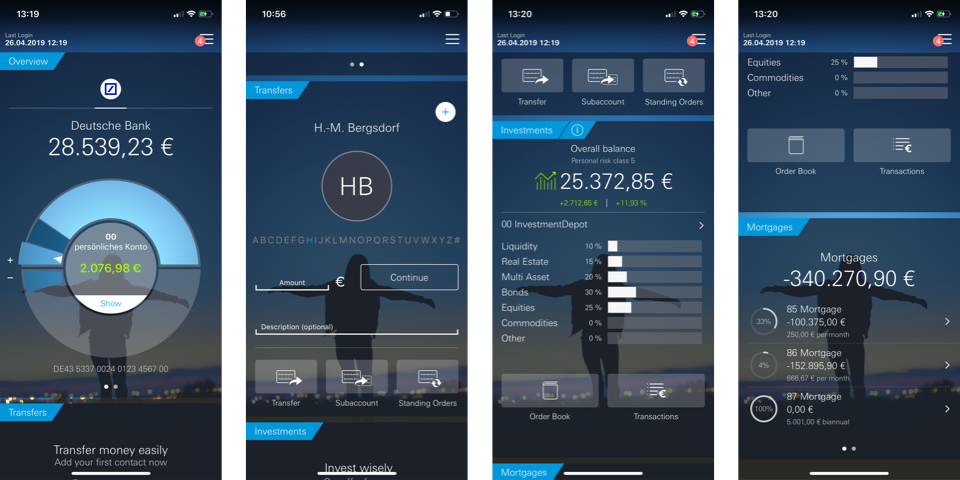 13:19
Last Login
26.04.2019 12:19
4
Overview
Deutsche Bank
28.539,23 €
00
persönliches Konto
2.076,98 €
Show
+
−
DE43 5337 0024 0123 4567 00
Transfers
Transfer money easily
Add your first contact now
10:56
Transfers
+
H.-M. Bergsdorf
HB
ABCDEFGHIJKLMNOPQRSTUVWXYZ#
Amount
€
Continue
Description (optional)
Transfer
Subaccount
Standing Orders
Investments
Invest wisely
13:20
Last Login
26.04.2019 12:19
4
Transfer
Subaccount
Standing Orders
Investments
i
Overall balance
Personal risk class 5
25.372,85 €
+2.712,65 € | +11,93 %
00 InvestmentDepot
Liquidity 10 %
Real Estate 15 %
Multi Asset 20 %
Bonds 30 %
Equities 25 %
Commodities 0 %
Other 0 %
Order Book
€
Transactions
Mortgages
13:20
Last Login
26.04.2019 12:19
4
Equities 25 %
Commodities 0 %
Other 0 %
Order Book
€
Transactions
Mortgages
Mortgages
-340.270,90 €
33%
85 Mortgage
-100.375,00 €
250,00 € per month
4%
86 Mortgage
-152.895,90 €
666,67 € per month
100%
87 Mortgage
0,00 €
5.001,00 € biannual